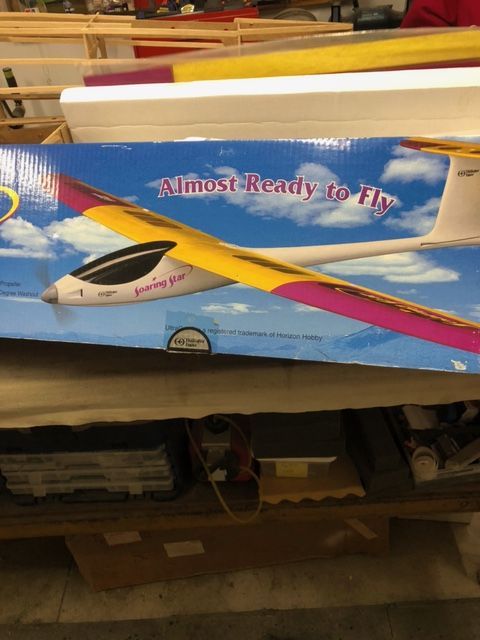 Almost Ready to Fly
Soaring Star
Propeller
Degree Washout
a registered trademark of Horizon Hobby